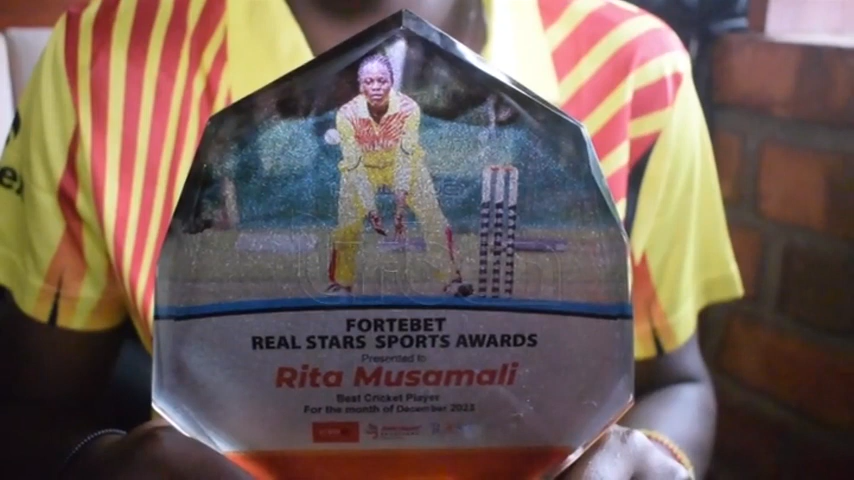 FORTEBET
REAL STARS SPORTS AWARDS
Presented to
Rita Musamali
Best Cricket Player
For the month of December 2023